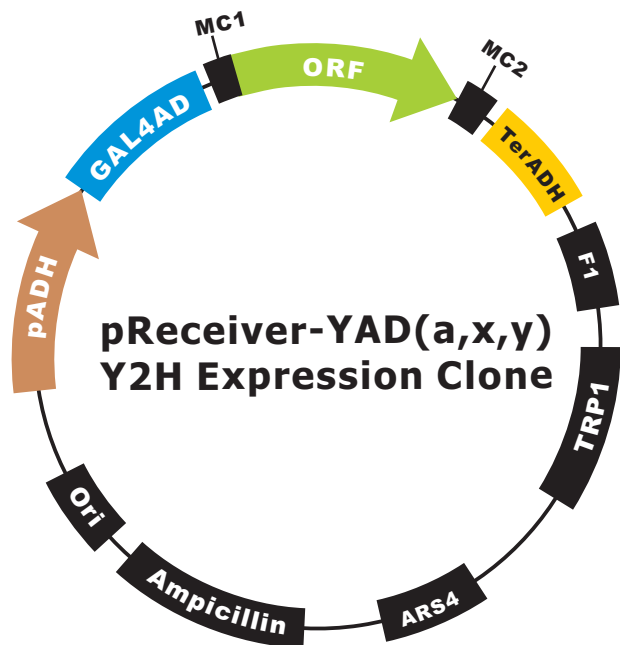 MC1
ORF
MC2
GAL4AD
TerADH
pADH
F1
pReceiver-YAD(a,x,y)
Y2H Expression Clone
TRP1
Ori
Ampicillin
ARS4